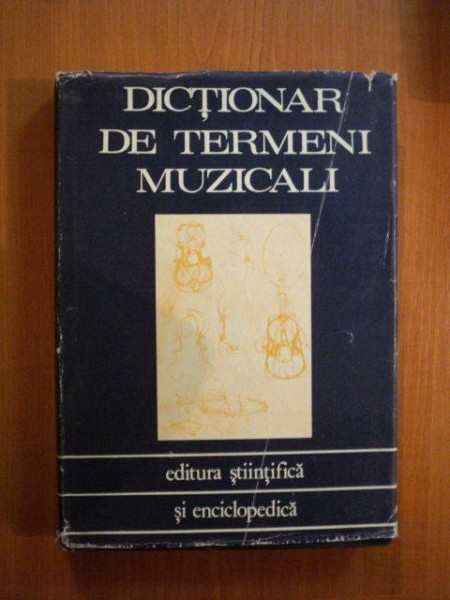 DICȚIONAR
DE TERMENI
MUZICALI
editura științifică
și enciclopedică